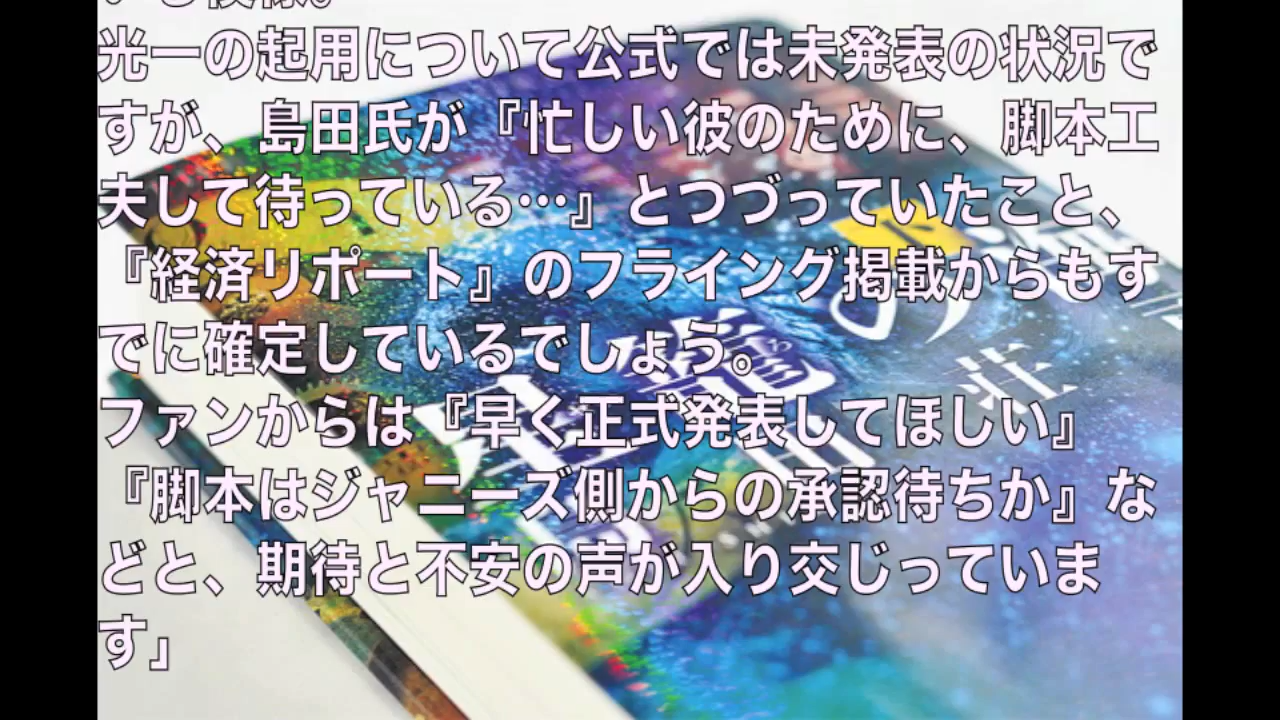 光一の起用について公式では未発表の状況で
すが、島田氏が『忙しい彼のために、脚本工
夫して待っている…』とつづっていたこと、
『経済リポート』のフライング掲載からもす
でに確定しているでしょう。
ファンからは『早く正式発表してほしい』
『脚本はジャニーズ側からの承認待ちか』な
どと、期待と不安の声が入り交じっていま
す」
星籠
の
海
下
荘